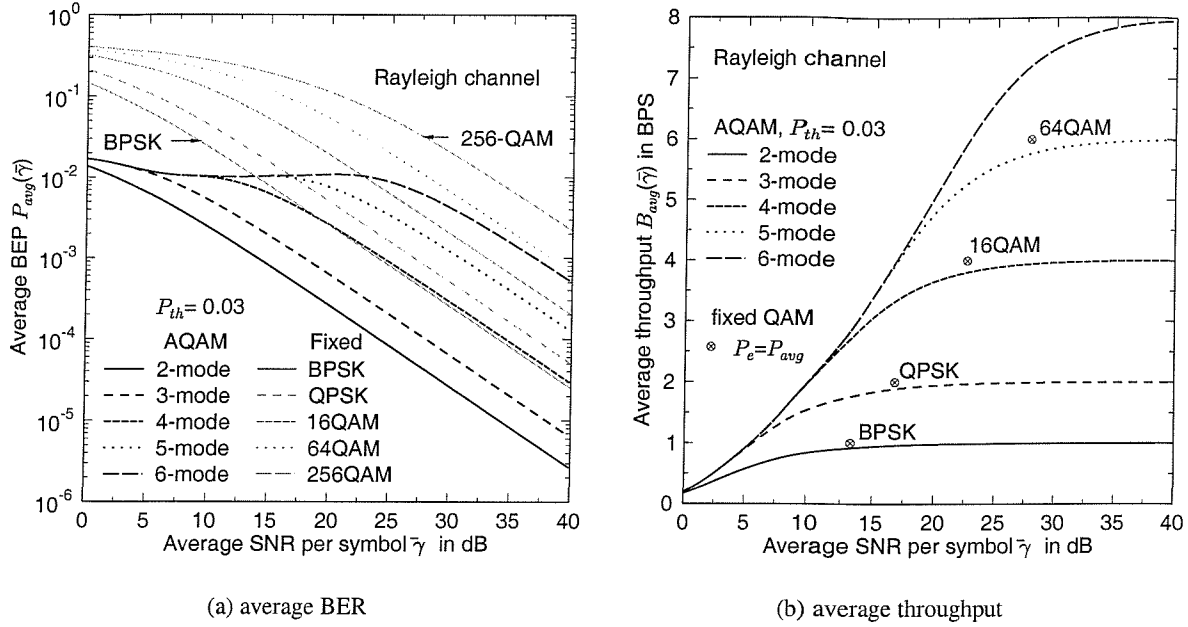 10^0
10^-1
10^-2
10^-3
10^-4
10^-5
10^-6
Average BEP P_avg(γ̄)
Rayleigh channel
BPSK
256-QAM
P_th= 0.03
AQAM Fixed
2-mode BPSK
3-mode QPSK
4-mode 16QAM
5-mode 64QAM
6-mode 256QAM
0 5 10 15 20 25 30 35 40
Average SNR per symbol γ̄ in dB
(a) average BER
8
7
6
5
4
3
2
1
0
Average throughput B_avg(γ̄) in BPS
Rayleigh channel
AQAM, P_th= 0.03
2-mode
3-mode
4-mode
5-mode
6-mode
fixed QAM
⊗ P_e=P_avg
64QAM
16QAM
QPSK
BPSK
0 5 10 15 20 25 30 35 40
Average SNR per symbol γ̄ in dB
(b) average throughput